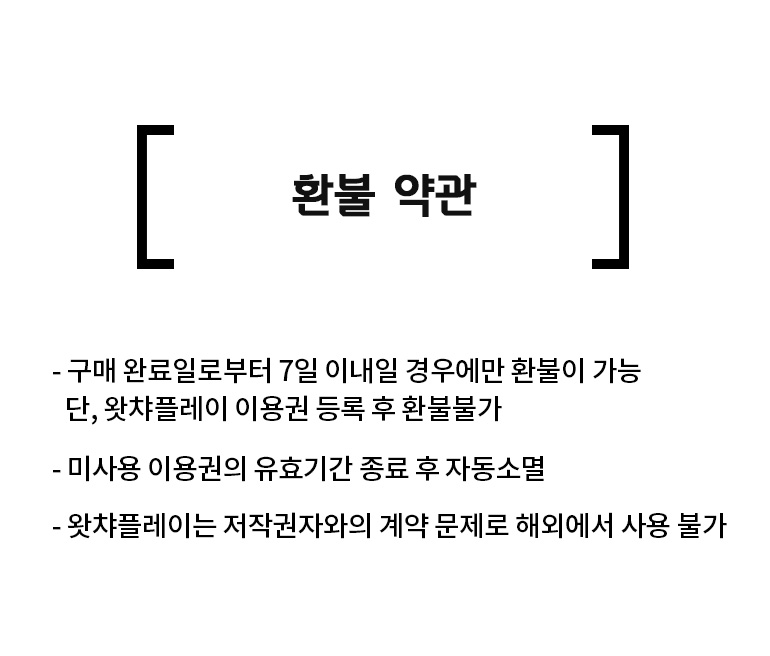 환불 약관
- 구매 완료일로부터 7일 이내일 경우에만 환불이 가능
단, 왓챠플레이 이용권 등록 후 환불불가
- 미사용 이용권의 유효기간 종료 후 자동소멸
- 왓챠플레이는 저작권자와의 계약 문제로 해외에서 사용 불가